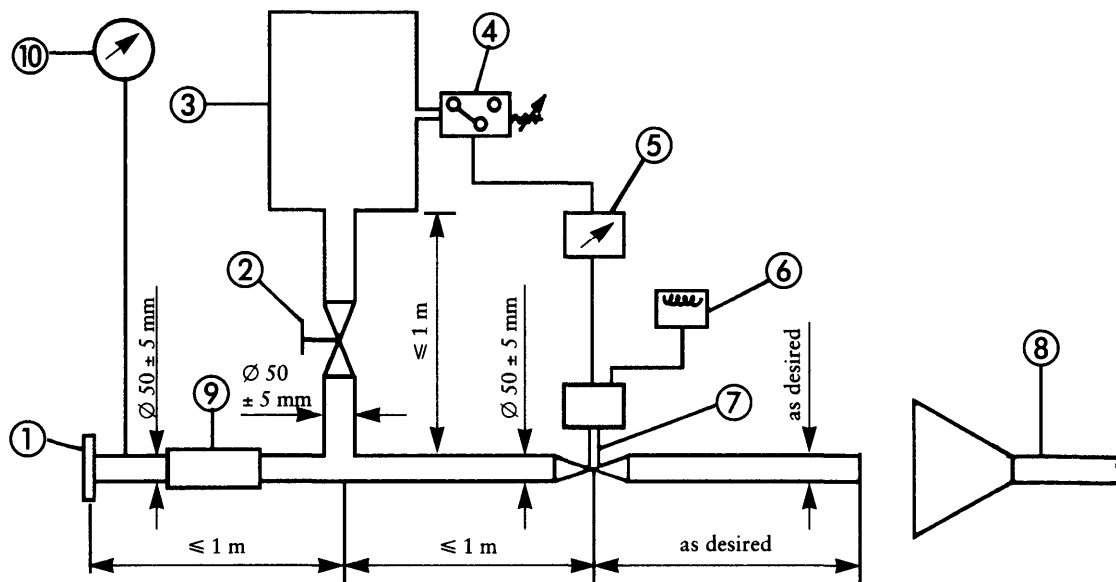 10
4
3
5
2
6
≤ 1 m
Ø 50 ± 5 mm
Ø 50
± 5 mm
Ø 50 ± 5 mm
as desired
9
7
8
1
≤ 1 m
≤ 1 m
as desired